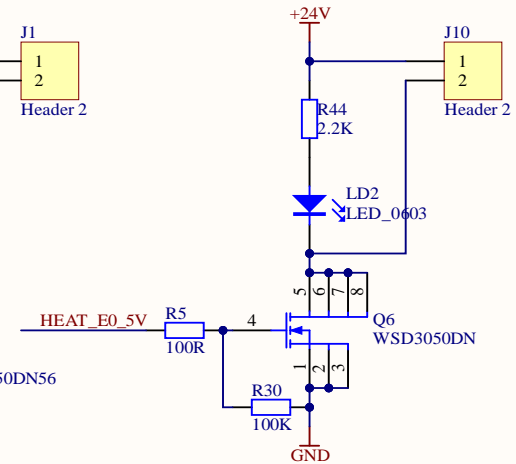 +24V
J1
J10
1
2
1
2
Header 2
Header 2
R44
2.2K
LD2
LED_0603
5
6
7
8
HEAT_E0_5V
R5
4
Q6
100R
WSD3050DN
50DN56
1
2
3
R30
100K
GND